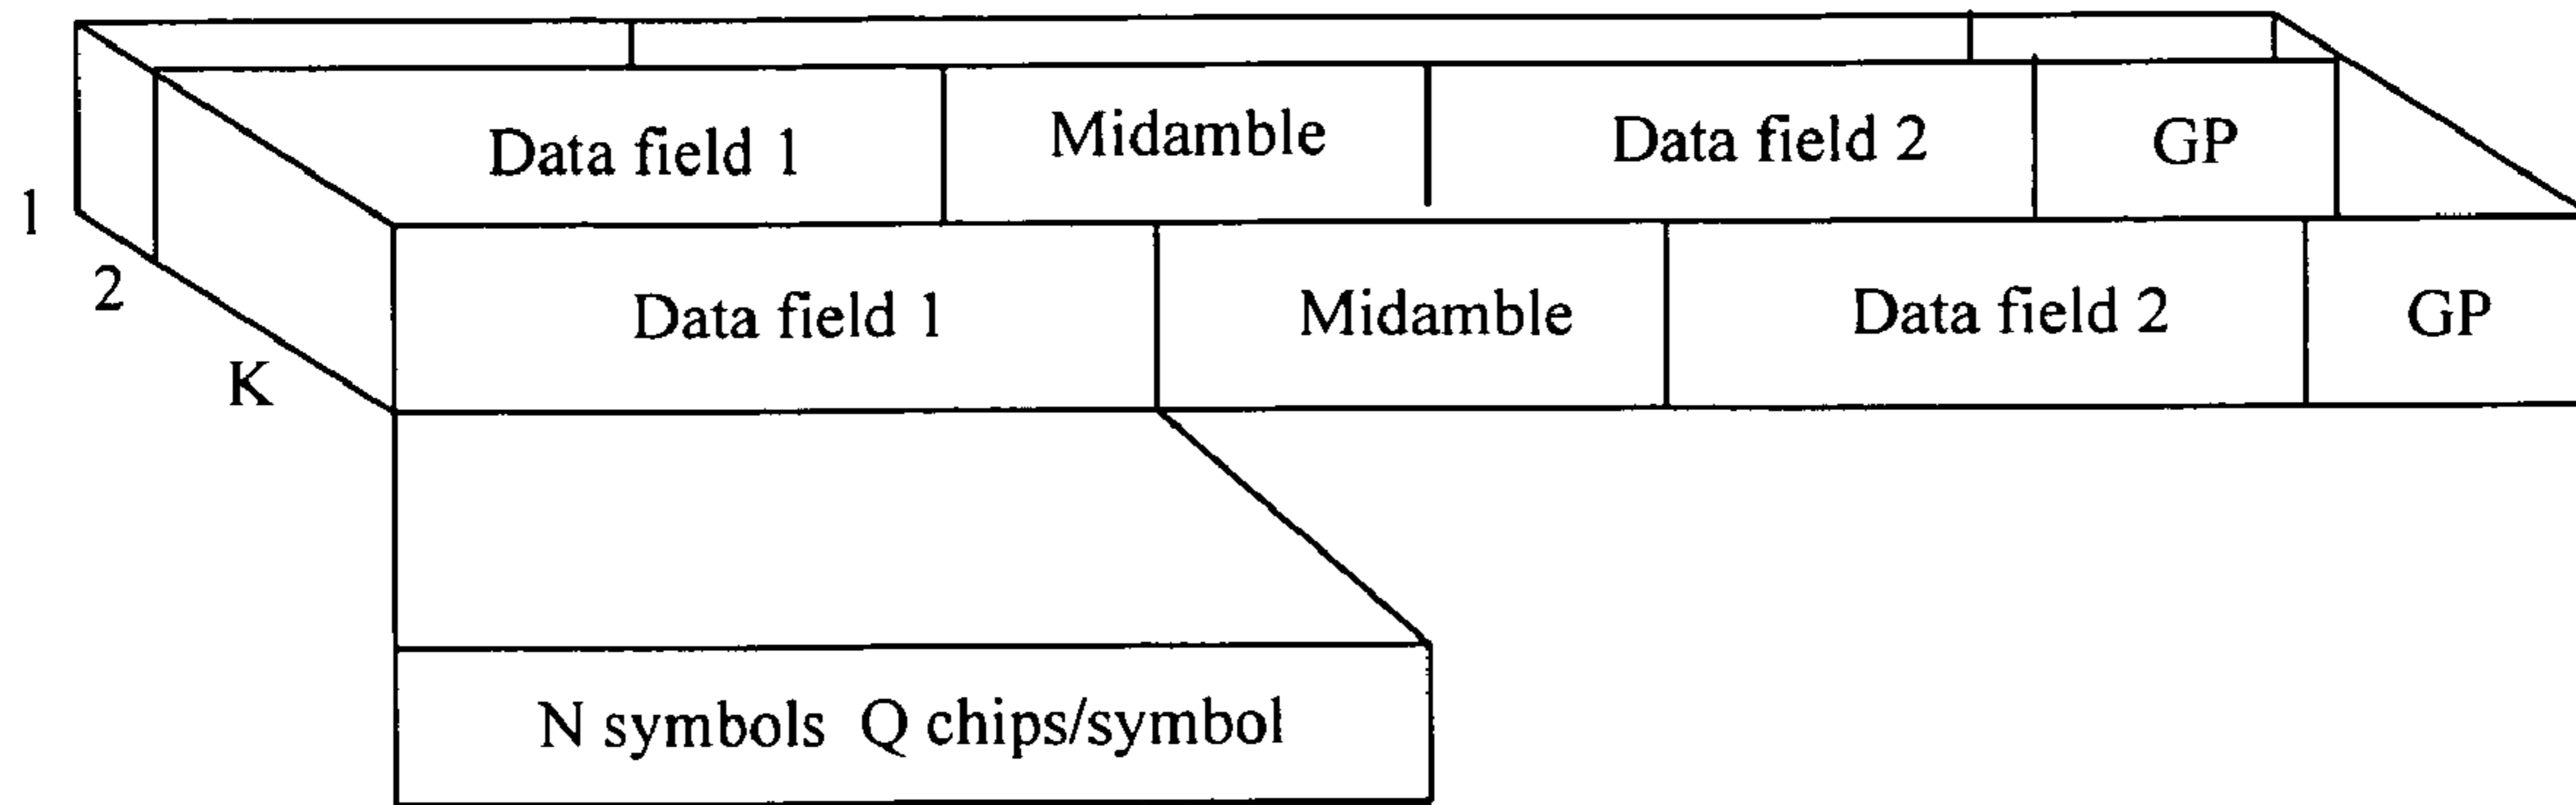 Data field 1 Midamble Data field 2 GP
1
2
Data field 1 Midamble Data field 2 GP
K
N symbols Q chips/symbol